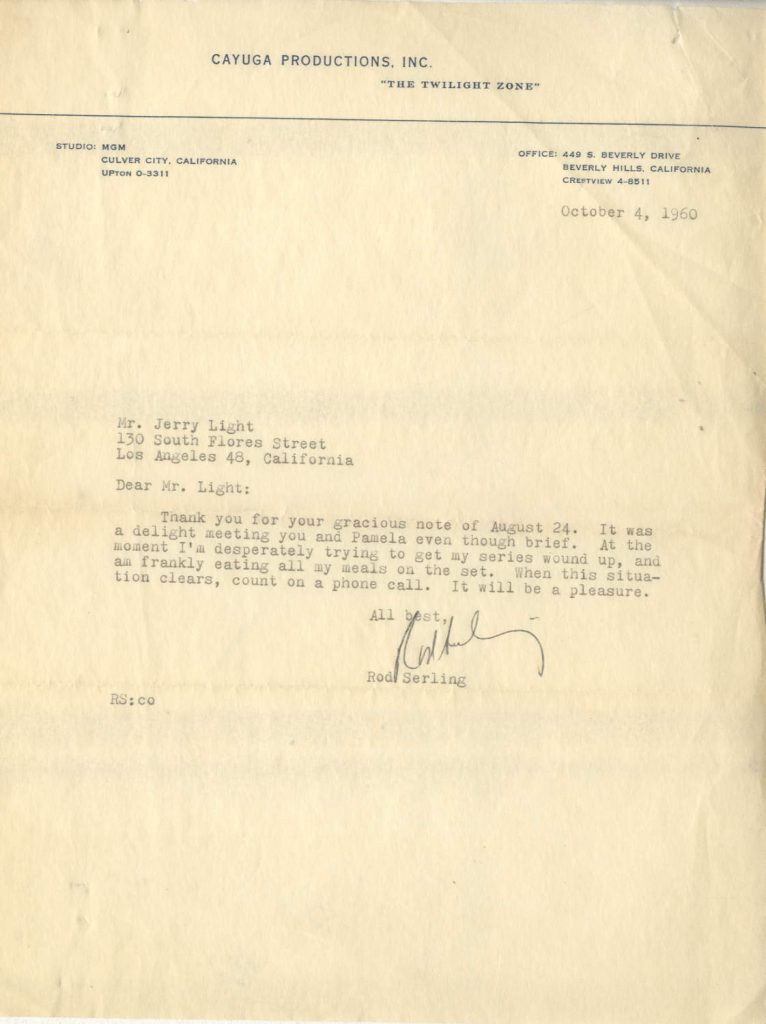 CAYUGA PRODUCTIONS, INC.
"THE TWILIGHT ZONE"
STUDIO: MGM
CULVER CITY, CALIFORNIA
UPTON 0-3311
OFFICE: 449 S. BEVERLY DRIVE
BEVERLY HILLS, CALIFORNIA
CRESTVIEW 4-8511
October 4, 1960
Mr. Jerry Light
130 South Flores Street
Los Angeles 48, California
Dear Mr. Light:
Thank you for your gracious note of August 24. It was
a delight meeting you and Pamela even though brief. At the
moment I'm desperately trying to get my series wound up, and
am frankly eating all my meals on the set. When this situa-
tion clears, count on a phone call. It will be a pleasure.
All best,
Rod Serling
Rod Serling
RS:co